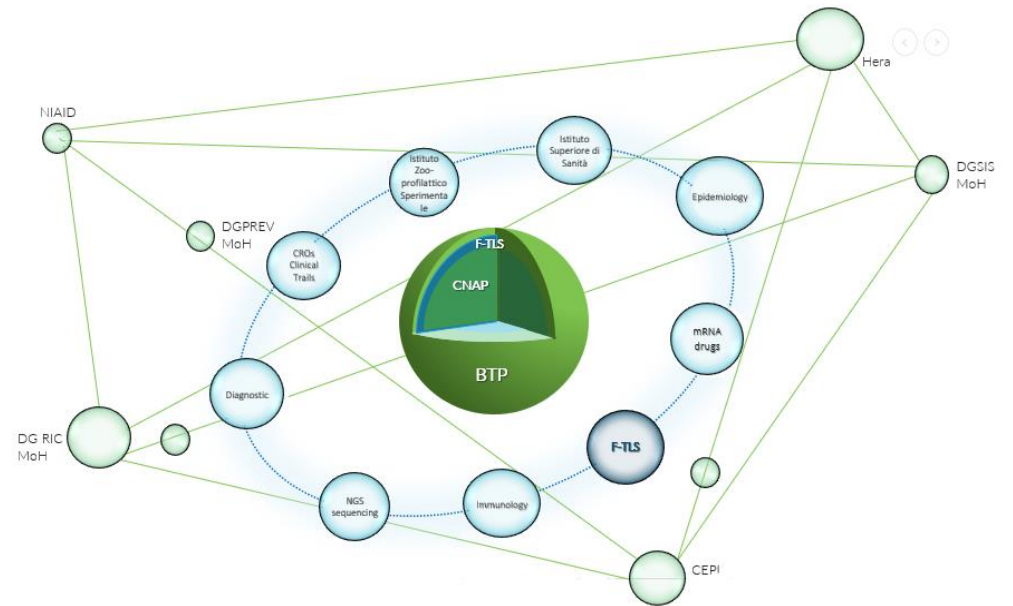 Hera
NIAID
Istituto
Superiore di
Sanità
Istituto
Zoo-
profilattico
Sperimenta
le
DGSIS
MoH
Epidemiology
DGPREV
MoH
CROs
Clinical
Trails
F-TLS
CNAP
mRNA
drugs
BTP
Diagnostic
DG RIC
MoH
F-TLS
NGS
sequencing
Immunology
CEPI